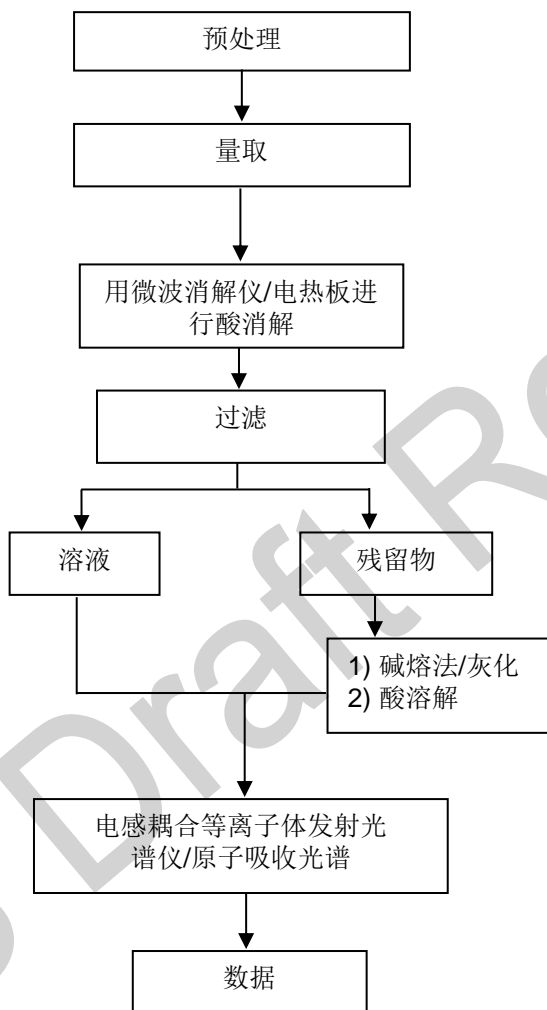 预处理
量取
用微波消解仪/电热板进
行酸消解
过滤
溶液
残留物
1) 碱熔法/灰化
2) 酸溶解
电感耦合等离子体发射光
谱仪/原子吸收光谱
数据
Draft Re